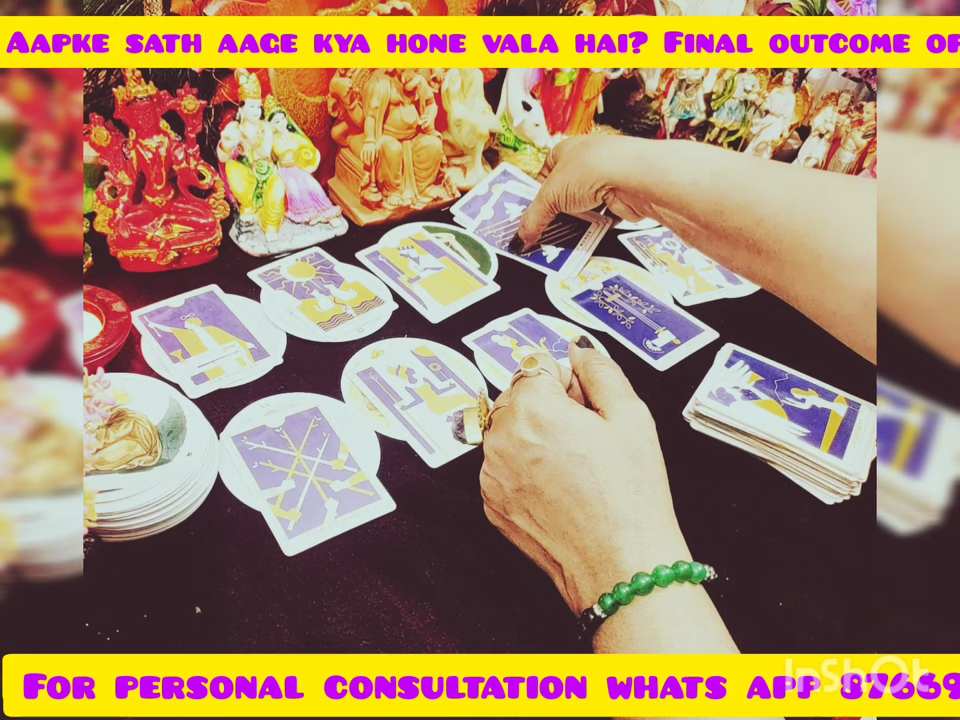 Aapke sath aage kya hone vala hai? Final outcome of
For personal consultation whats app 87669
InShOt